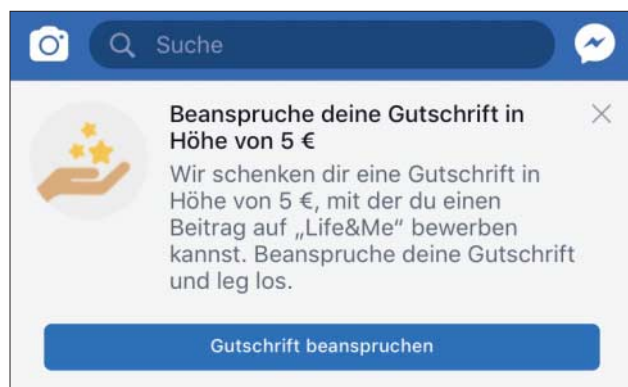 Suche
Beanspruche deine Gutschrift in
Höhe von 5 €
Wir schenken dir eine Gutschrift in
Höhe von 5 €, mit der du einen
Beitrag auf „Life&Me“ bewerben
kannst. Beanspruche deine Gutschrift
und leg los.
Gutschrift beanspruchen